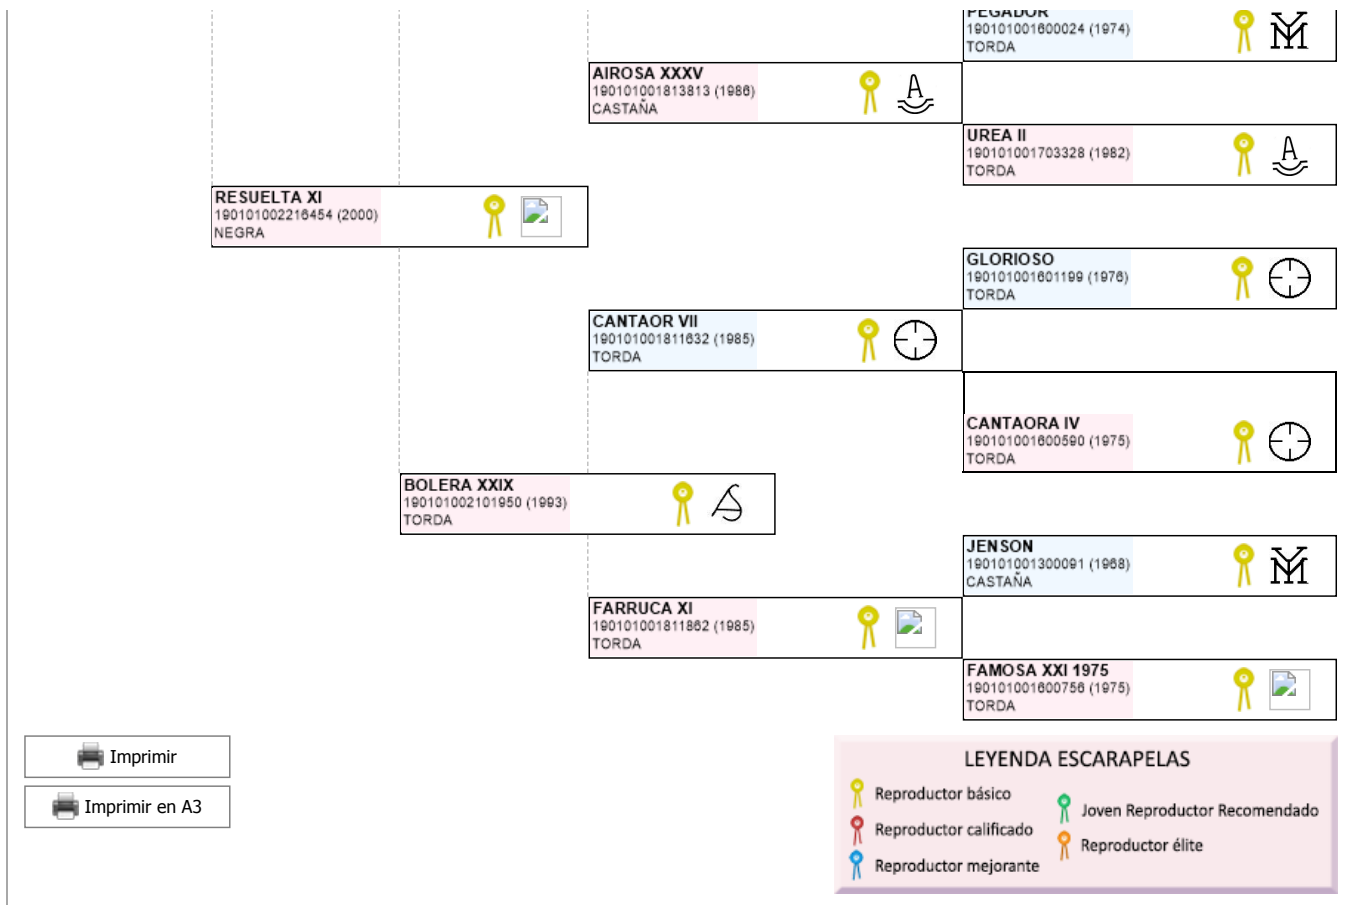 PEGADOR
190101001600024 (1974)
TORDA
AIROSA XXXV
190101001813813 (1986)
CASTAÑA
UREA II
190101001703328 (1982)
TORDA
RESUELTA XI
190101002216454 (2000)
NEGRA
GLORIOSO
190101001601199 (1976)
TORDA
CANTAOR VII
190101001811632 (1985)
TORDA
CANTAORA IV
190101001600590 (1975)
TORDA
BOLERA XXIX
190101002101950 (1993)
TORDA
JENSON
190101001300091 (1968)
CASTAÑA
FARRUCA XI
190101001811862 (1985)
TORDA
FAMOSA XXI 1975
190101001600756 (1975)
TORDA
Imprimir
Imprimir en A3
LEYENDA ESCARAPELAS
Reproductor básico
Reproductor calificado
Reproductor mejorante
Joven Reproductor Recomendado
Reproductor élite